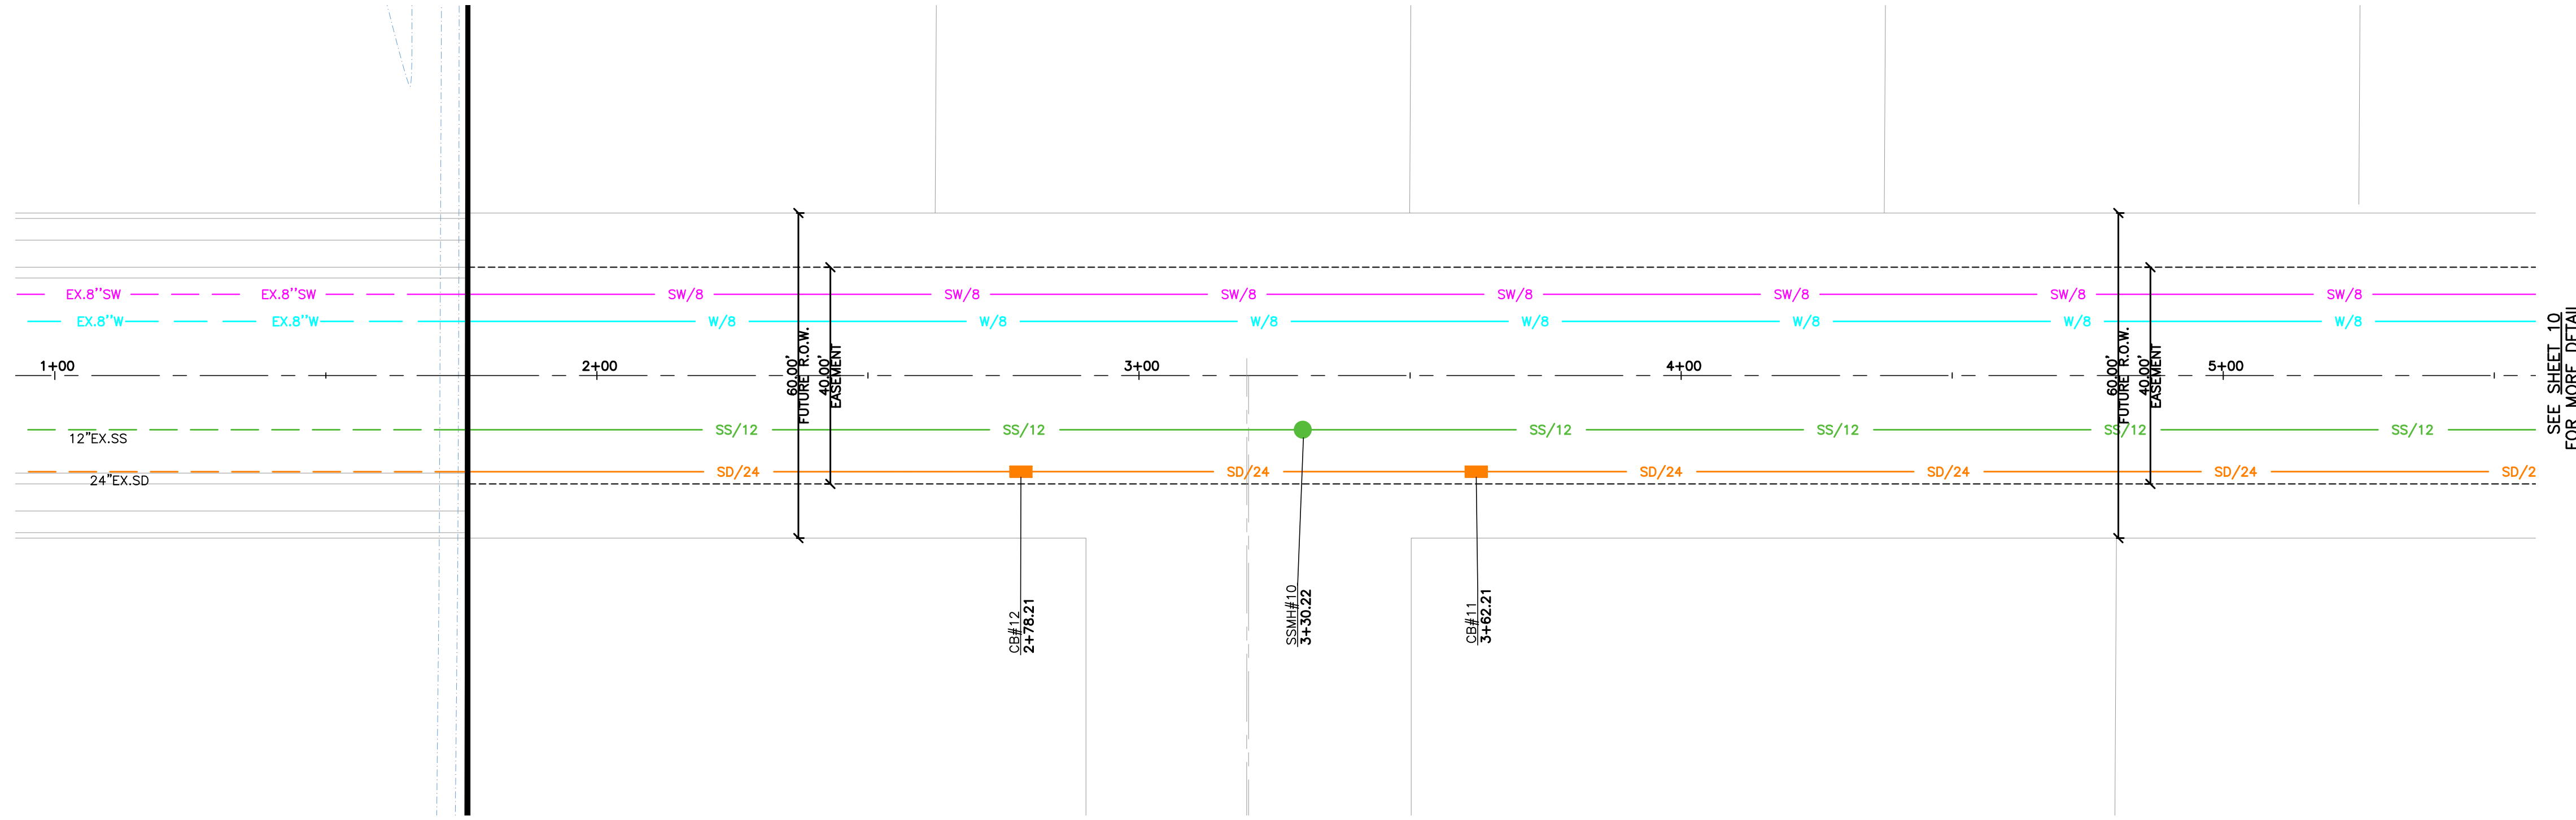 EX.8''SW EX.8''SW SW/8 SW/8 SW/8 SW/8 SW/8 SW/8 SW/8
EX.8''W EX.8''W W/8 W/8 W/8 W/8 W/8 W/8 W/8
1+00 2+00 3+00 4+00 5+00
60.00'
FUTURE R.O.W.
40.00'
EASEMENT
60.00'
FUTURE R.O.W.
40.00'
EASEMENT
12"EX.SS SS/12 SS/12 SS/12 SS/12 SS/12 SS/12
24"EX.SD SD/24 SD/24 SD/24 SD/24 SD/24 SD/2
CB#12
2+78.21
SSMH#10
3+30.22
CB#11
3+62.21
SEE SHEET 10
FOR MORE DETAIL